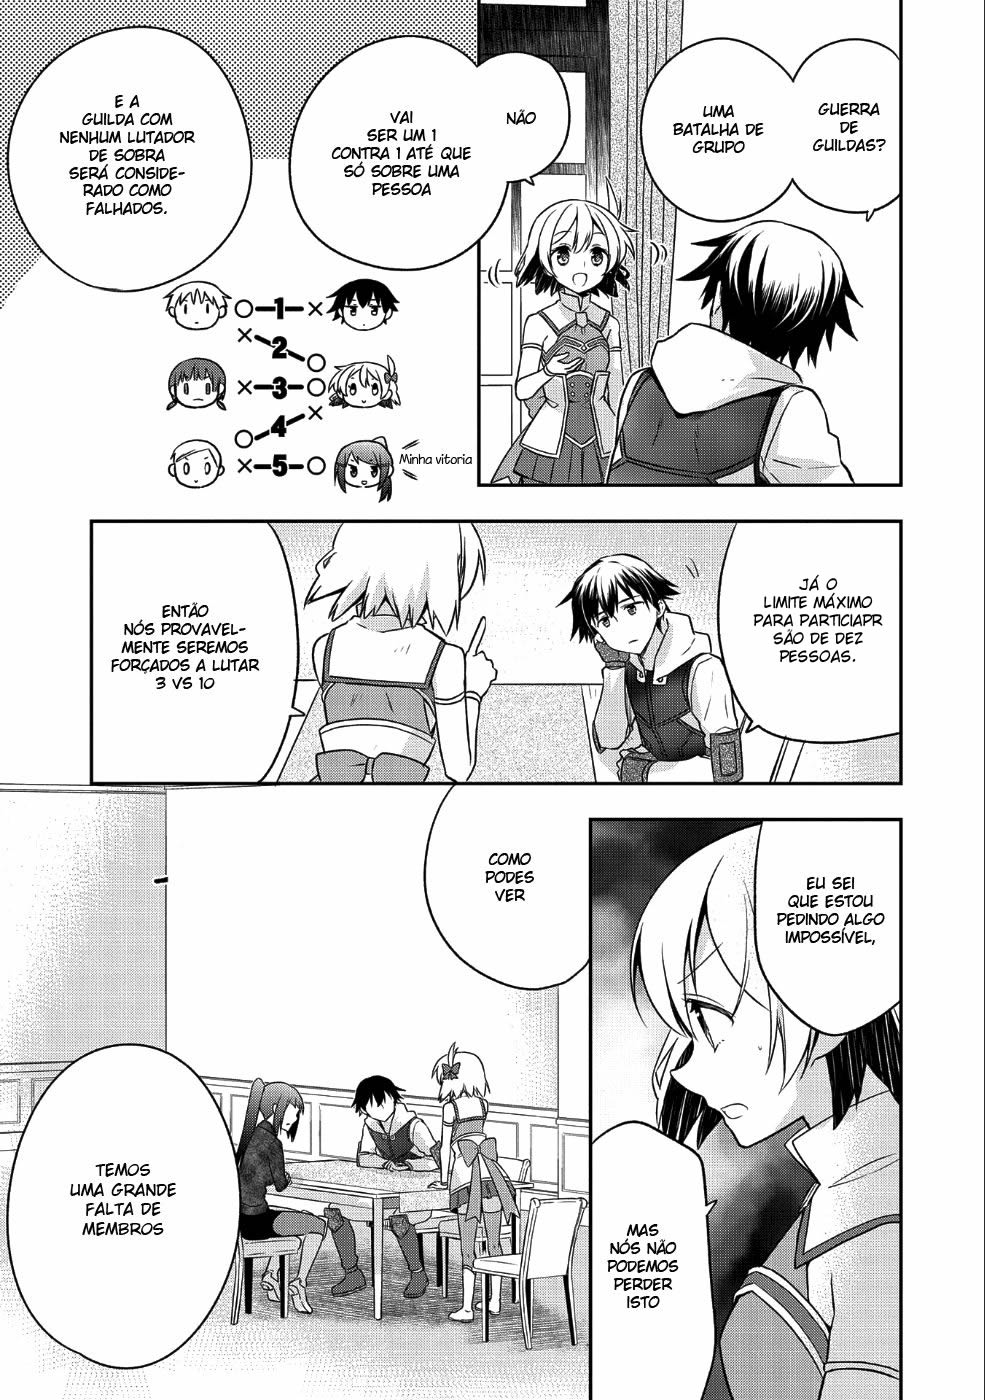 GUERRA
DE
GUILDAS?
UMA
BATALHA DE
GRUPO
NÃO
VAI
SER UM 1
CONTRA 1 ATÉ QUE
SÓ SOBRE UMA
PESSOA
E A
GUILDA COM
NENHUM LUTADOR
DE SOBRA
SERÁ CONSIDE-
RADO COMO
FALHADOS.
1
2
3
4
5
Minha vitoria
JÁ O
LIMITE MÁXIMO
PARA PARTICIAPR
SÃO DE DEZ
PESSOAS.
ENTÃO
NÓS PROVAVEL-
MENTE SEREMOS
FORÇADOS A LUTAR
3 VS 10
EU SEI
QUE ESTOU
PEDINDO ALGO
IMPOSSÍVEL,
MAS
NÓS NÃO
PODEMOS
PERDER
ISTO
COMO
PODES
VER
TEMOS
UMA GRANDE
FALTA DE
MEMBROS